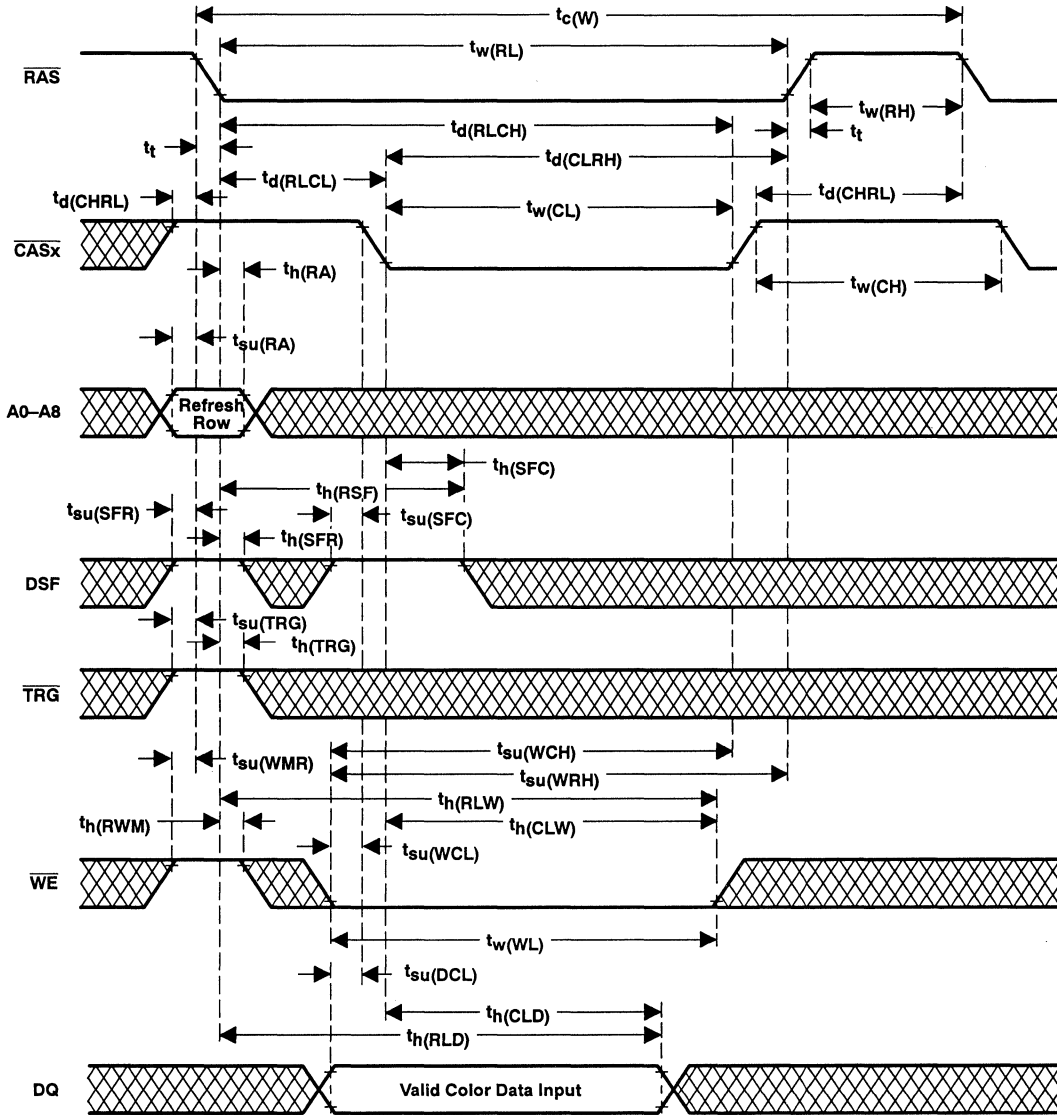 tc(W)
RAS
tw(RL)
tw(RH)
td(RLCH)
tt
tt
td(CLRH)
td(RLCL)
td(CHRL)
td(CHRL)
tw(CL)
CASx
th(RA)
tw(CH)
tsu(RA)
A0–A8
Refresh
Row
th(SFC)
th(RSF)
tsu(SFR)
tsu(SFC)
th(SFR)
DSF
tsu(TRG)
th(TRG)
TRG
tsu(WCH)
tsu(WMR)
tsu(WRH)
th(RLW)
th(RWM)
th(CLW)
tsu(WCL)
WE
tw(WL)
tsu(DCL)
th(CLD)
th(RLD)
DQ
Valid Color Data Input